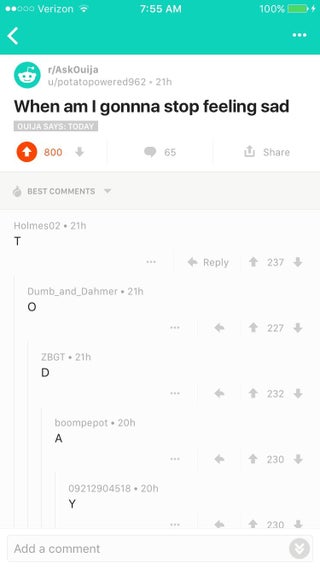 Verizon 7:55 AM 100%
r/AskOuija
u/potatopowered962 • 21h
When am I gonnna stop feeling sad
OUIJA SAYS: TODAY
800 65 Share
BEST COMMENTS
Holmes02 • 21h
T
Reply 237
Dumb_and_Dahmer • 21h
O
227
ZBGT • 21h
D
232
boompepot • 20h
A
230
09212904518 • 20h
Y
230
Add a comment